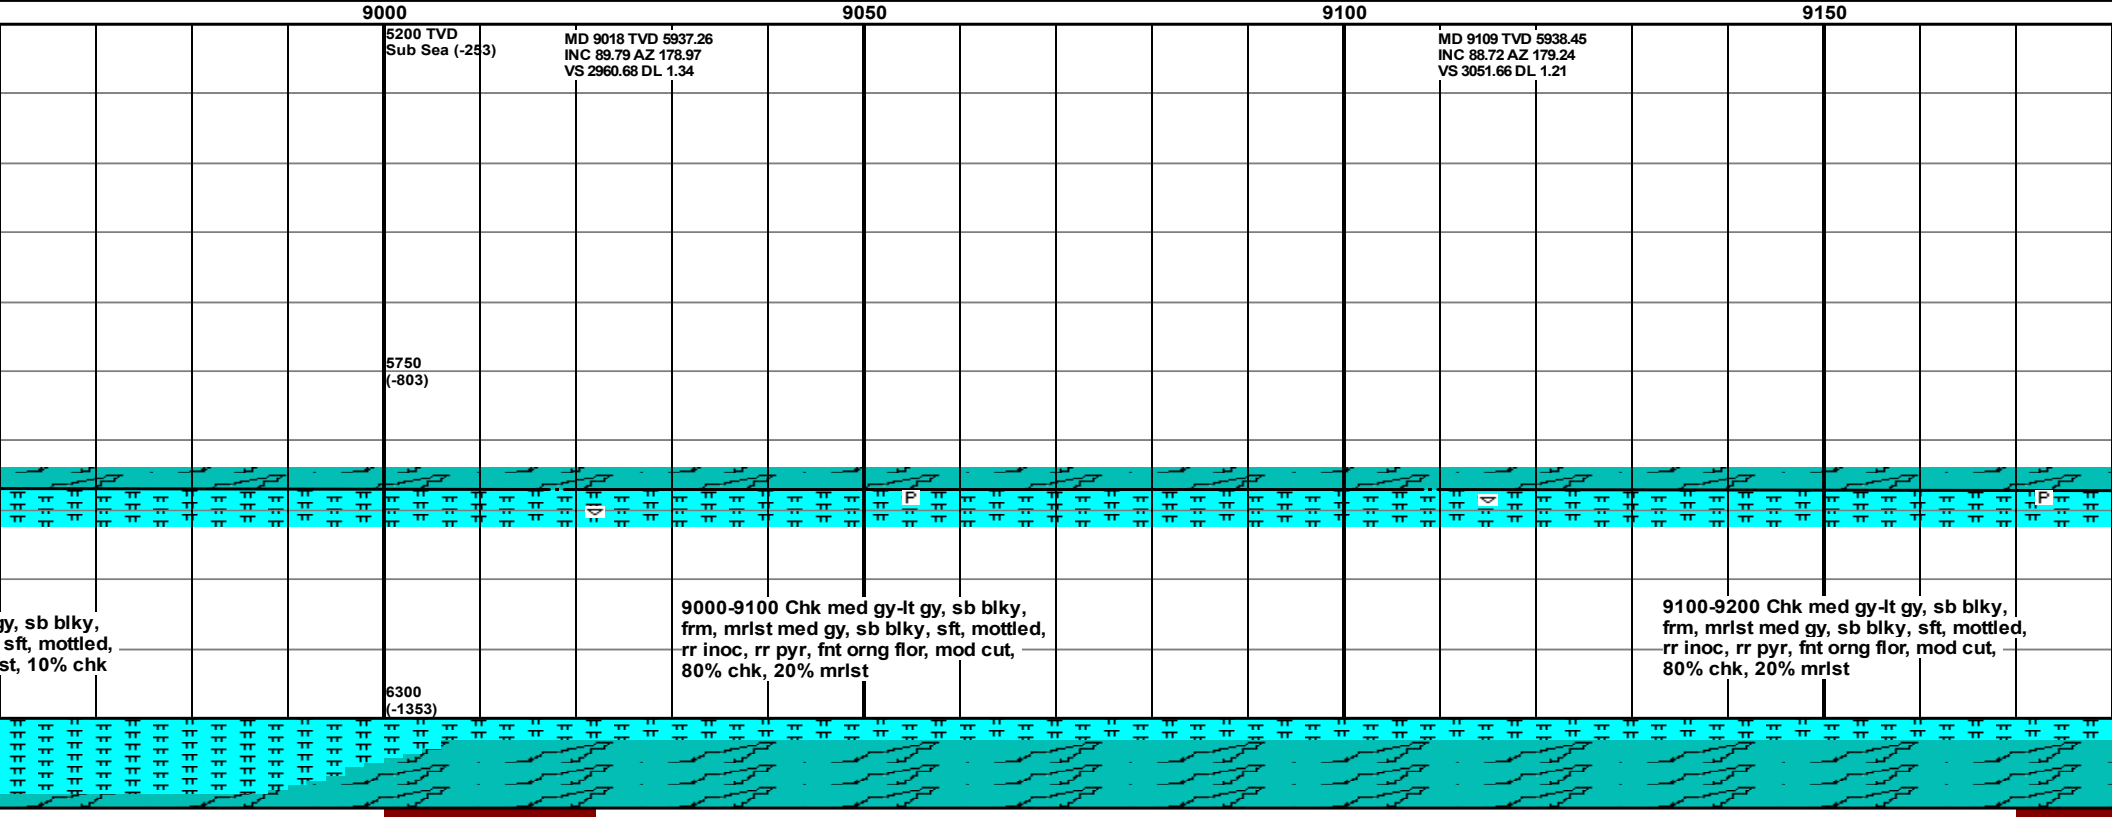 9000 9050 9100 9150
5200 TVD
Sub Sea (-253)
MD 9018 TVD 5937.26
INC 89.79 AZ 178.97
VS 2960.68 DL 1.34
MD 9109 TVD 5938.45
INC 88.72 AZ 179.24
VS 3051.66 DL 1.21
5750
(-803)
P
P
gy, sb blky,
sft, mottled,
st, 10% chk
9000-9100 Chk med gy-lt gy, sb blky,
frm, mrlst med gy, sb blky, sft, mottled,
rr inoc, rr pyr, fnt orng flor, mod cut,
80% chk, 20% mrlst
9100-9200 Chk med gy-lt gy, sb blky,
frm, mrlst med gy, sb blky, sft, mottled,
rr inoc, rr pyr, fnt orng flor, mod cut,
80% chk, 20% mrlst
6300
(-1353)